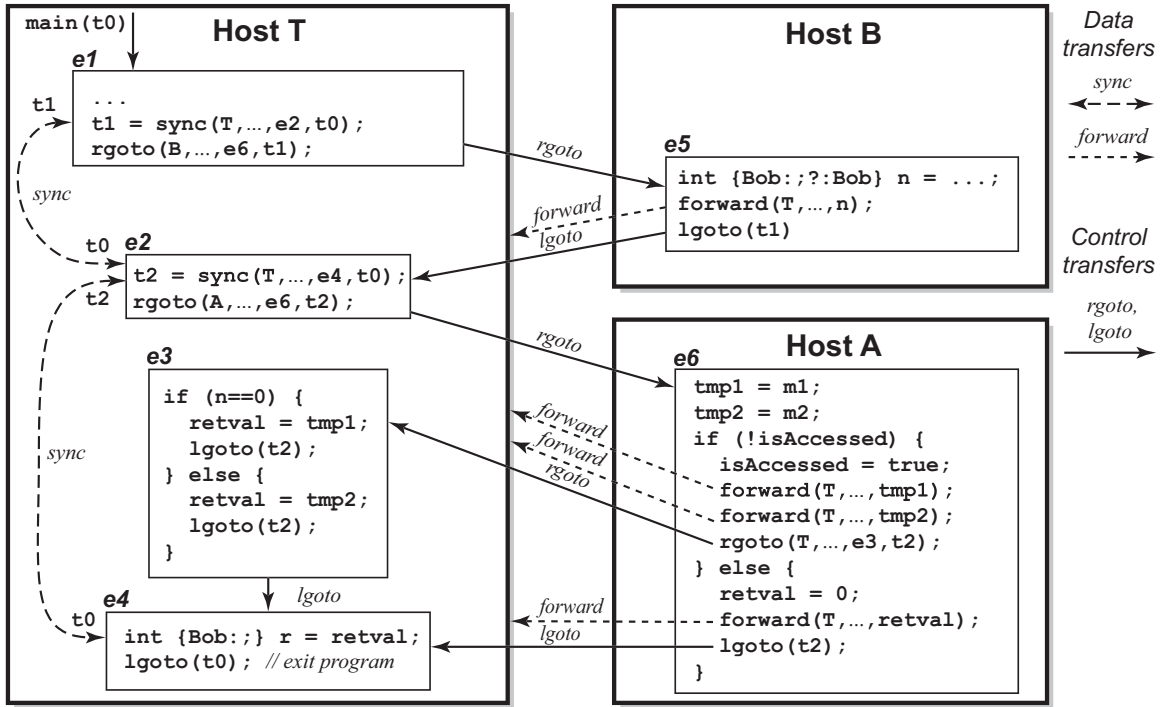 main(t0)
Host T
e1
...
t1 = sync(T,…,e2,t0);
rgoto(B,…,e6,t1);
t1
sync
t0
e2
t2 = sync(T,…,e4,t0);
rgoto(A,…,e6,t2);
t2
sync
e3
if (n==0) {
retval = tmp1;
lgoto(t2);
} else {
retval = tmp2;
lgoto(t2);
}
lgoto
e4
t0
int {Bob:;} r = retval;
lgoto(t0); // exit program
rgoto
forward
lgoto
rgoto
forward
forward
rgoto
forward
lgoto
Host B
e5
int {Bob:;?:Bob} n = ...;
forward(T,…,n);
lgoto(t1)
Host A
e6
tmp1 = m1;
tmp2 = m2;
if (!isAccessed) {
isAccessed = true;
forward(T,…,tmp1);
forward(T,…,tmp2);
rgoto(T,…,e3,t2);
} else {
retval = 0;
forward(T,…,retval);
lgoto(t2);
}
Data
transfers
sync
forward
Control
transfers
rgoto,
lgoto